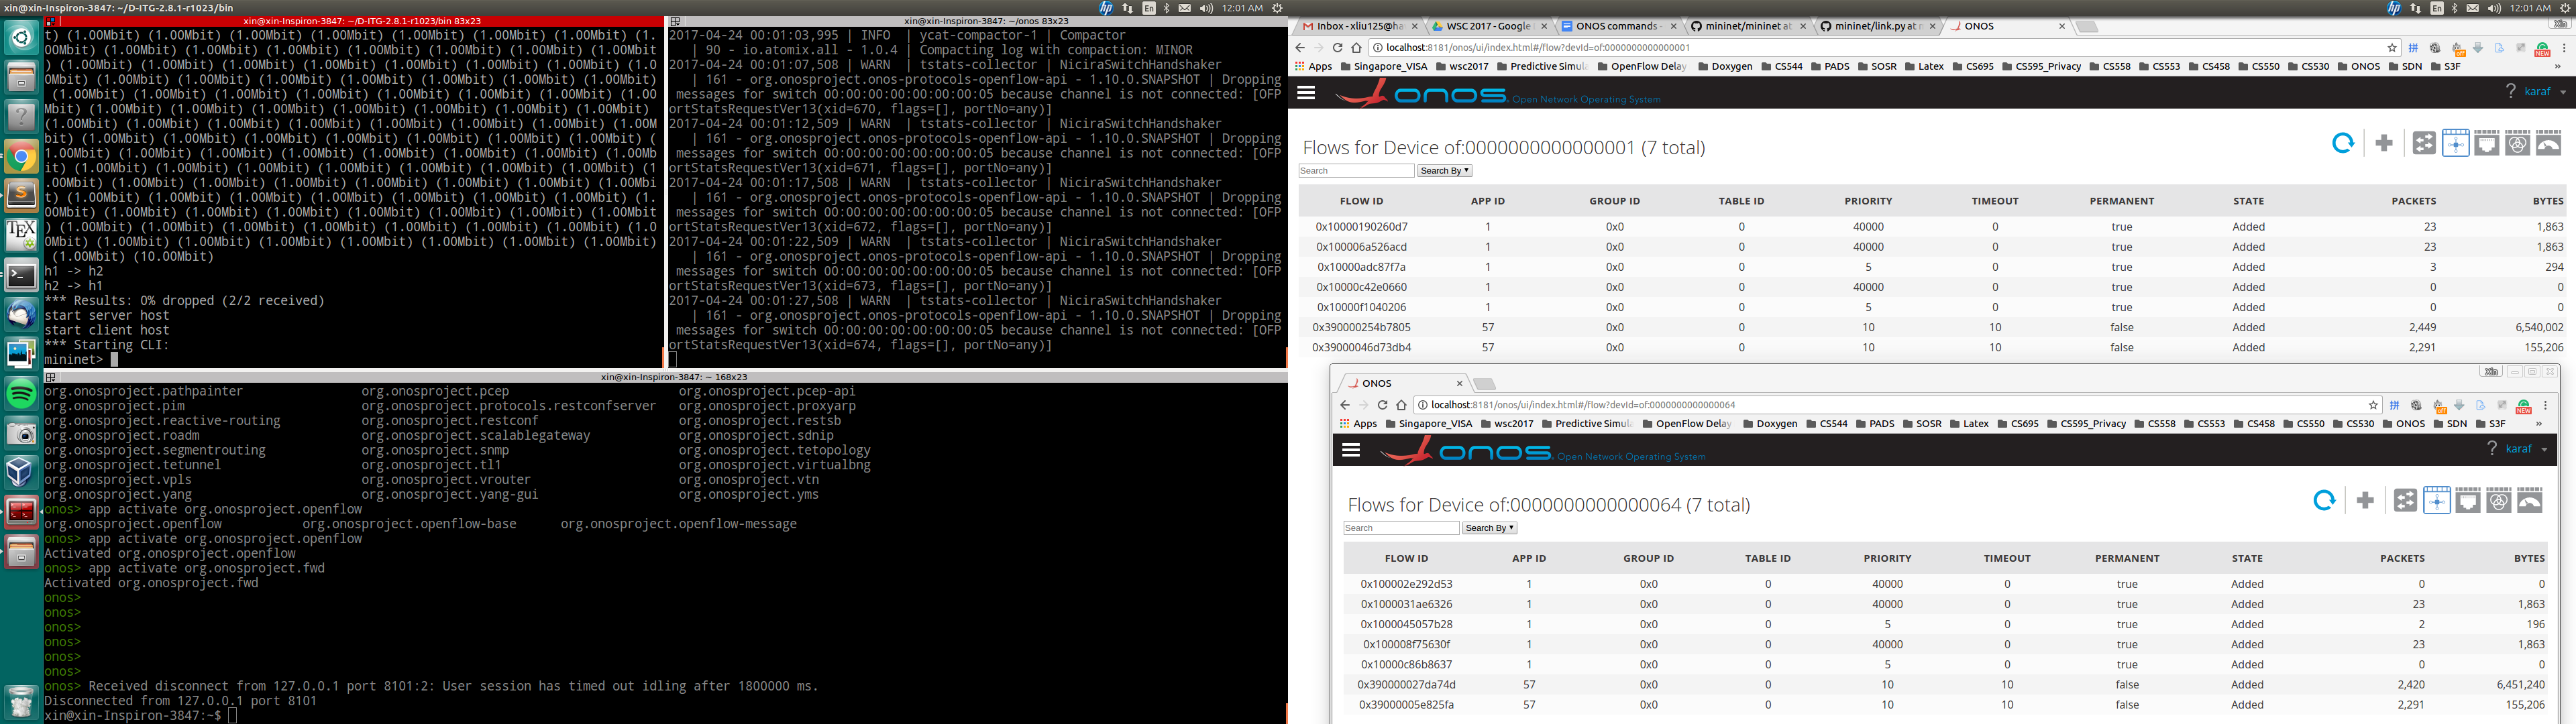 xin@xin-Inspiron-3847: ~/D-ITG-2.8.1-r1023/bin
En 12:01 AM
xin@xin-Inspiron-3847: ~/D-ITG-2.8.1-r1023/bin 83x23
t) (1.00Mbit) (1.00Mbit) (1.00Mbit) (1.00Mbit) (1.00Mbit) (1.00Mbit) (1.00Mbit) (1.
00Mbit) (1.00Mbit) (1.00Mbit) (1.00Mbit) (1.00Mbit) (1.00Mbit) (1.00Mbit) (1.00Mbit
) (1.00Mbit) (1.00Mbit) (1.00Mbit) (1.00Mbit) (1.00Mbit) (1.00Mbit) (1.00Mbit) (1.0
0Mbit) (1.00Mbit) (1.00Mbit) (1.00Mbit) (1.00Mbit) (1.00Mbit) (1.00Mbit) (1.00Mbit)
 (1.00Mbit) (1.00Mbit) (1.00Mbit) (1.00Mbit) (1.00Mbit) (1.00Mbit) (1.00Mbit) (1.00
Mbit) (1.00Mbit) (1.00Mbit) (1.00Mbit) (1.00Mbit) (1.00Mbit) (1.00Mbit) (1.00Mbit) 
(1.00Mbit) (1.00Mbit) (1.00Mbit) (1.00Mbit) (1.00Mbit) (1.00Mbit) (1.00Mbit) (1.00M
bit) (1.00Mbit) (1.00Mbit) (1.00Mbit) (1.00Mbit) (1.00Mbit) (1.00Mbit) (1.00Mbit) (
1.00Mbit) (1.00Mbit) (1.00Mbit) (1.00Mbit) (1.00Mbit) (1.00Mbit) (1.00Mbit) (1.00Mb
it) (1.00Mbit) (1.00Mbit) (1.00Mbit) (1.00Mbit) (1.00Mbit) (1.00Mbit) (1.00Mbit) (1
.00Mbit) (1.00Mbit) (1.00Mbit) (1.00Mbit) (1.00Mbit) (1.00Mbit) (1.00Mbit) (1.00Mbi
t) (1.00Mbit) (1.00Mbit) (1.00Mbit) (1.00Mbit) (1.00Mbit) (1.00Mbit) (1.00Mbit) (1.
00Mbit) (1.00Mbit) (1.00Mbit) (1.00Mbit) (1.00Mbit) (1.00Mbit) (1.00Mbit) (1.00Mbit
) (1.00Mbit) (1.00Mbit) (1.00Mbit) (1.00Mbit) (1.00Mbit) (1.00Mbit) (1.00Mbit) (1.0
0Mbit) (1.00Mbit) (1.00Mbit) (1.00Mbit) (1.00Mbit) (1.00Mbit) (1.00Mbit) (1.00Mbit)
 (1.00Mbit) (10.00Mbit)
h1 -> h2
h2 -> h1
*** Results: 0% dropped (2/2 received)
start server host
start client host
*** Starting CLI:
mininet>
xin@xin-Inspiron-3847: ~/onos 83x23
2017-04-24 00:01:03,995 | INFO  | ycat-compactor-1 | Compactor
   | 90 - io.atomix.all - 1.0.4 | Compacting log with compaction: MINOR
2017-04-24 00:01:07,508 | WARN  | tstats-collector | NiciraSwitchHandshaker
   | 161 - org.onosproject.onos-protocols-openflow-api - 1.10.0.SNAPSHOT | Dropping
 messages for switch 00:00:00:00:00:00:00:05 because channel is not connected: [OFP
ortStatsRequestVer13(xid=670, flags=[], portNo=any)]
2017-04-24 00:01:12,509 | WARN  | tstats-collector | NiciraSwitchHandshaker
   | 161 - org.onosproject.onos-protocols-openflow-api - 1.10.0.SNAPSHOT | Dropping
 messages for switch 00:00:00:00:00:00:00:05 because channel is not connected: [OFP
ortStatsRequestVer13(xid=671, flags=[], portNo=any)]
2017-04-24 00:01:17,508 | WARN  | tstats-collector | NiciraSwitchHandshaker
   | 161 - org.onosproject.onos-protocols-openflow-api - 1.10.0.SNAPSHOT | Dropping
 messages for switch 00:00:00:00:00:00:00:05 because channel is not connected: [OFP
ortStatsRequestVer13(xid=672, flags=[], portNo=any)]
2017-04-24 00:01:22,509 | WARN  | tstats-collector | NiciraSwitchHandshaker
   | 161 - org.onosproject.onos-protocols-openflow-api - 1.10.0.SNAPSHOT | Dropping
 messages for switch 00:00:00:00:00:00:00:05 because channel is not connected: [OFP
ortStatsRequestVer13(xid=673, flags=[], portNo=any)]
2017-04-24 00:01:27,508 | WARN  | tstats-collector | NiciraSwitchHandshaker
   | 161 - org.onosproject.onos-protocols-openflow-api - 1.10.0.SNAPSHOT | Dropping
 messages for switch 00:00:00:00:00:00:00:05 because channel is not connected: [OFP
ortStatsRequestVer13(xid=674, flags=[], portNo=any)]
xin@xin-Inspiron-3847: ~ 168x23
org.onosproject.pathpainter org.onosproject.pcep org.onosproject.pcep-api
org.onosproject.pim org.onosproject.protocols.restconfserver org.onosproject.proxyarp
org.onosproject.reactive-routing org.onosproject.restconf org.onosproject.restsb
org.onosproject.roadm org.onosproject.scalablegateway org.onosproject.sdnip
org.onosproject.segmentrouting org.onosproject.snmp org.onosproject.tetopology
org.onosproject.tetunnel org.onosproject.tl1 org.onosproject.virtualbng
org.onosproject.vpls org.onosproject.vrouter org.onosproject.vtn
org.onosproject.yang org.onosproject.yang-gui org.onosproject.yms
onos> app activate org.onosproject.openflow
org.onosproject.openflow org.onosproject.openflow-base org.onosproject.openflow-message
onos> app activate org.onosproject.openflow
Activated org.onosproject.openflow
onos> app activate org.onosproject.fwd
Activated org.onosproject.fwd
onos>
onos>
onos>
onos>
onos>
onos>
onos> Received disconnect from 127.0.0.1 port 8101:2: User session has timed out idling after 1800000 ms.
Disconnected from 127.0.0.1 port 8101
xin@xin-Inspiron-3847:~$
En 12:01 AM
Inbox - xliu125@ha WSC 2017 - Google ONOS commands - mininet/mininet at mininet/link.py at m ONOS Xin
localhost:8181/onos/ui/index.html#/flow?devId=of:0000000000000001
Apps Singapore_VISA wsc2017 Predictive Simula OpenFlow Delay Doxygen CS544 PADS SOSR Latex CS695 CS595_Privacy CS558 CS553 CS458 CS550 CS530 ONOS SDN S3F »
onos Open Network Operating System ? karaf
Flows for Device of:0000000000000001 (7 total)
Search Search By
FLOW ID APP ID GROUP ID TABLE ID PRIORITY TIMEOUT PERMANENT STATE PACKETS BYTES
0x10000190260d7 1 0x0 0 40000 0 true Added 23 1,863
0x100006a526acd 1 0x0 0 40000 0 true Added 23 1,863
0x10000adc87f7a 1 0x0 0 5 0 true Added 3 294
0x10000c42e0660 1 0x0 0 40000 0 true Added 0 0
0x10000f1040206 1 0x0 0 5 0 true Added 0 0
0x390000254b7805 57 0x0 0 10 10 false Added 2,449 6,540,002
0x39000046d73db4 57 0x0 0 10 10 false Added 2,291 155,206
ONOS Xin
localhost:8181/onos/ui/index.html#/flow?devId=of:0000000000000064
Apps Singapore_VISA wsc2017 Predictive Simula OpenFlow Delay Doxygen CS544 PADS SOSR Latex CS695 CS595_Privacy CS558 CS553 CS458 CS550 CS530 ONOS SDN S3F »
onos Open Network Operating System ? karaf
Flows for Device of:0000000000000064 (7 total)
Search Search By
FLOW ID APP ID GROUP ID TABLE ID PRIORITY TIMEOUT PERMANENT STATE PACKETS BYTES
0x100002e292d53 1 0x0 0 40000 0 true Added 0 0
0x1000031ae6326 1 0x0 0 40000 0 true Added 23 1,863
0x1000045057b28 1 0x0 0 5 0 true Added 2 196
0x100008f75630f 1 0x0 0 40000 0 true Added 23 1,863
0x10000c86b8637 1 0x0 0 5 0 true Added 0 0
0x390000027da74d 57 0x0 0 10 10 false Added 2,420 6,451,240
0x39000005e825fa 57 0x0 0 10 10 false Added 2,291 155,206